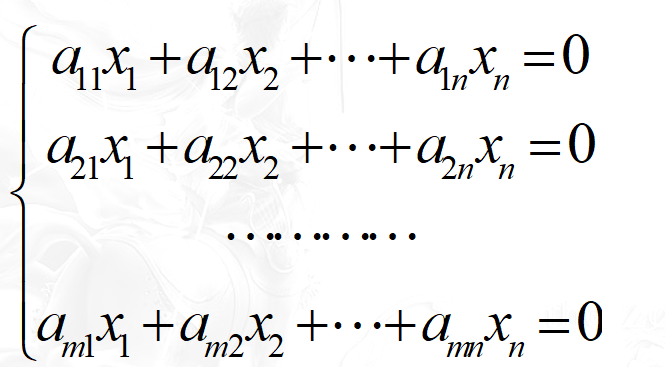 a₁₁x₁ + a₁₂x₂ + ⋯ + a₁ₙxₙ = 0
a₂₁x₁ + a₂₂x₂ + ⋯ + a₂ₙxₙ = 0
⋯⋯⋯⋯
aₘ₁x₁ + aₘ₂x₂ + ⋯ + aₘₙxₙ = 0